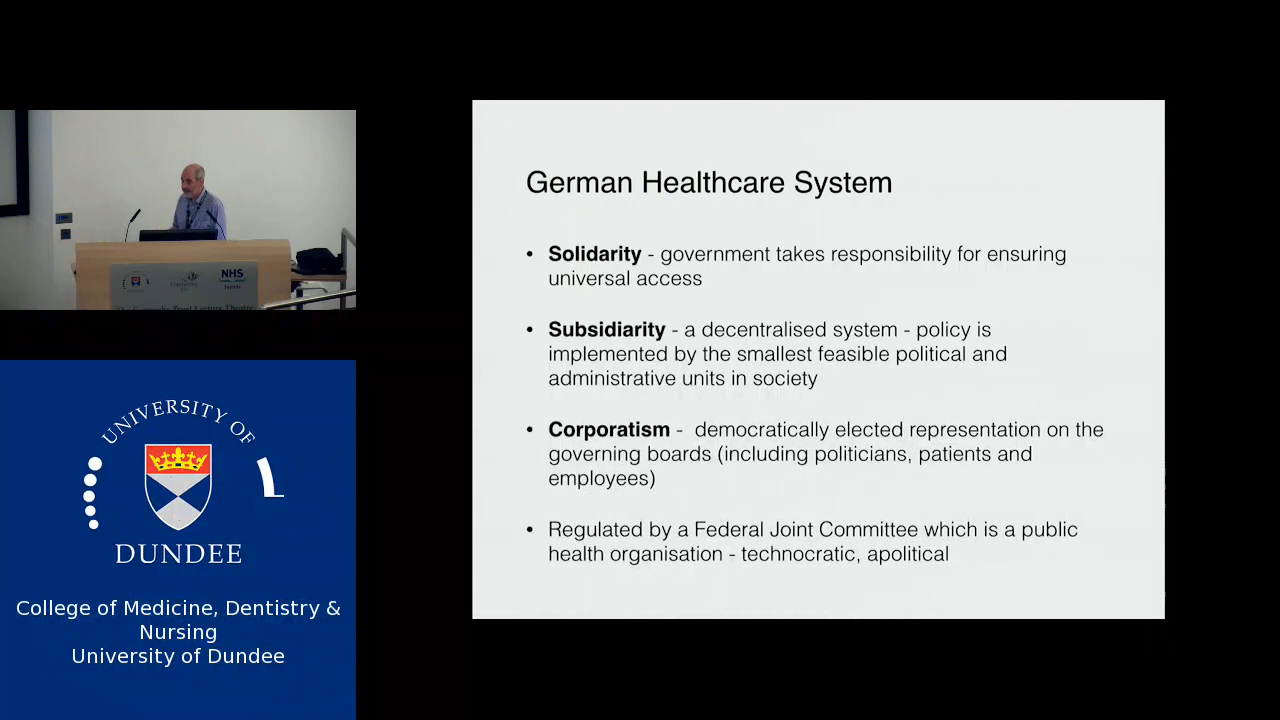 German Healthcare System
• Solidarity - government takes responsibility for ensuring
universal access
• Subsidiarity - a decentralised system - policy is
implemented by the smallest feasible political and
administrative units in society
• Corporatism - democratically elected representation on the
governing boards (including politicians, patients and
employees)
• Regulated by a Federal Joint Committee which is a public
health organisation - technocratic, apolitical
NHS
Tayside
UNIVERSITY OF
DUNDEE
College of Medicine, Dentistry &
Nursing
University of Dundee